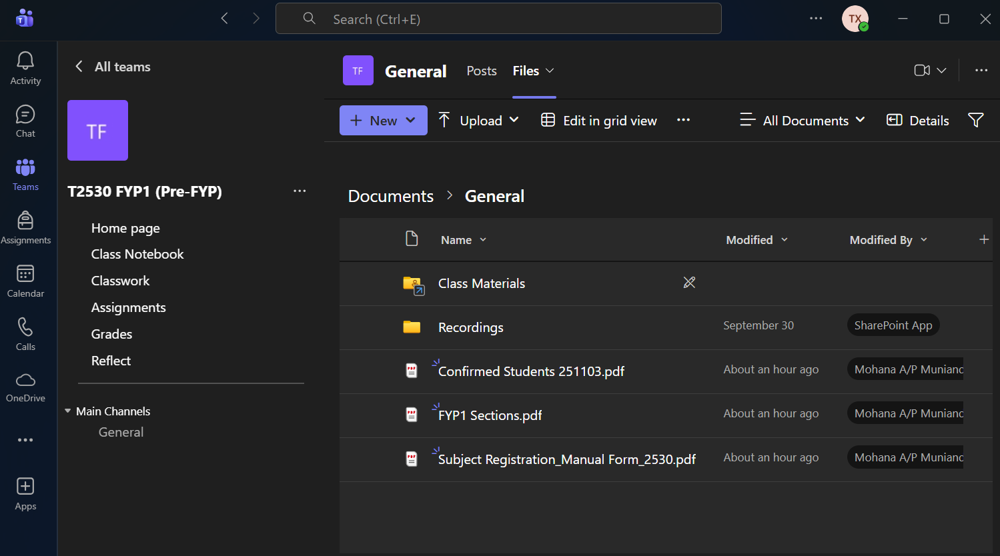 Search (Ctrl+E)
TX
Activity
Chat
Teams
Assignments
Calendar
Calls
OneDrive
Apps
All teams
TF
T2530 FYP1 (Pre-FYP)
Home page
Class Notebook
Classwork
Assignments
Grades
Reflect
Main Channels
General
TF General Posts Files
New Upload Edit in grid view All Documents Details
Documents > General
Name Modified Modified By
Class Materials
Recordings September 30 SharePoint App
Confirmed Students 251103.pdf About an hour ago Mohana A/P Muniand
FYP1 Sections.pdf About an hour ago Mohana A/P Muniand
Subject Registration_Manual Form_2530.pdf About an hour ago Mohana A/P Muniand